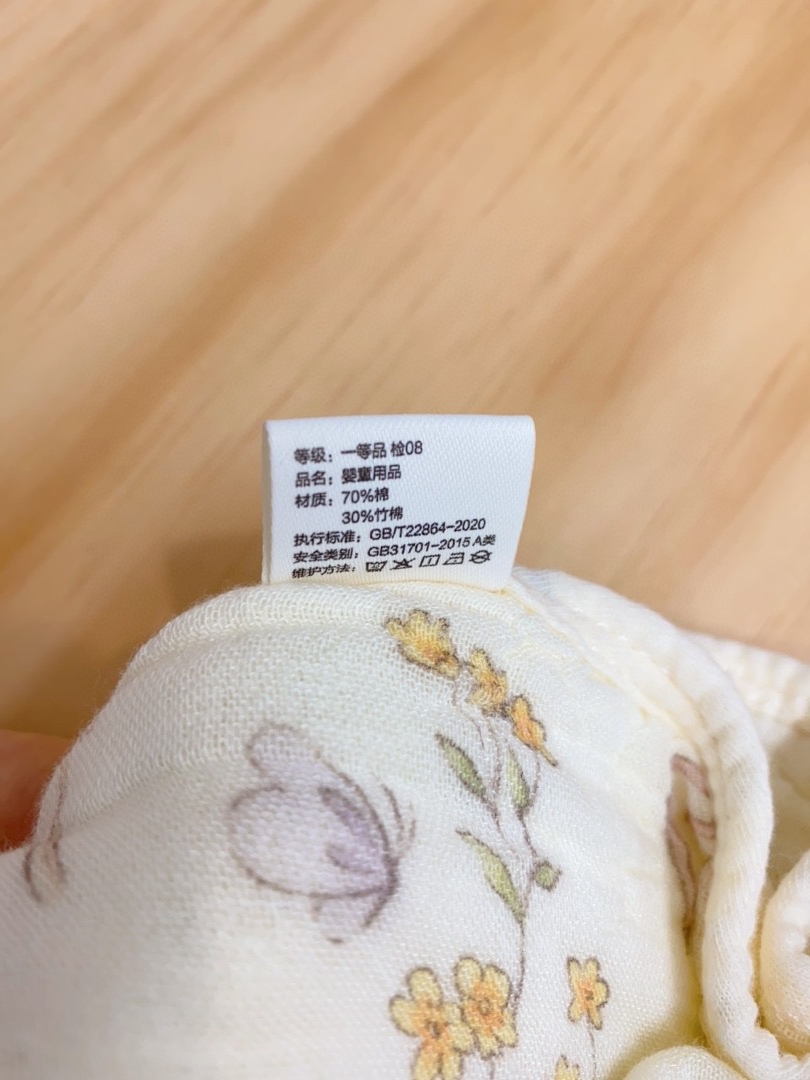 等级：一等品 检08
品名：婴童用品
材质：70%棉
30%竹棉
执行标准：GB/T22864-2020
安全类别：GB31701-2015 A类
维护方法：